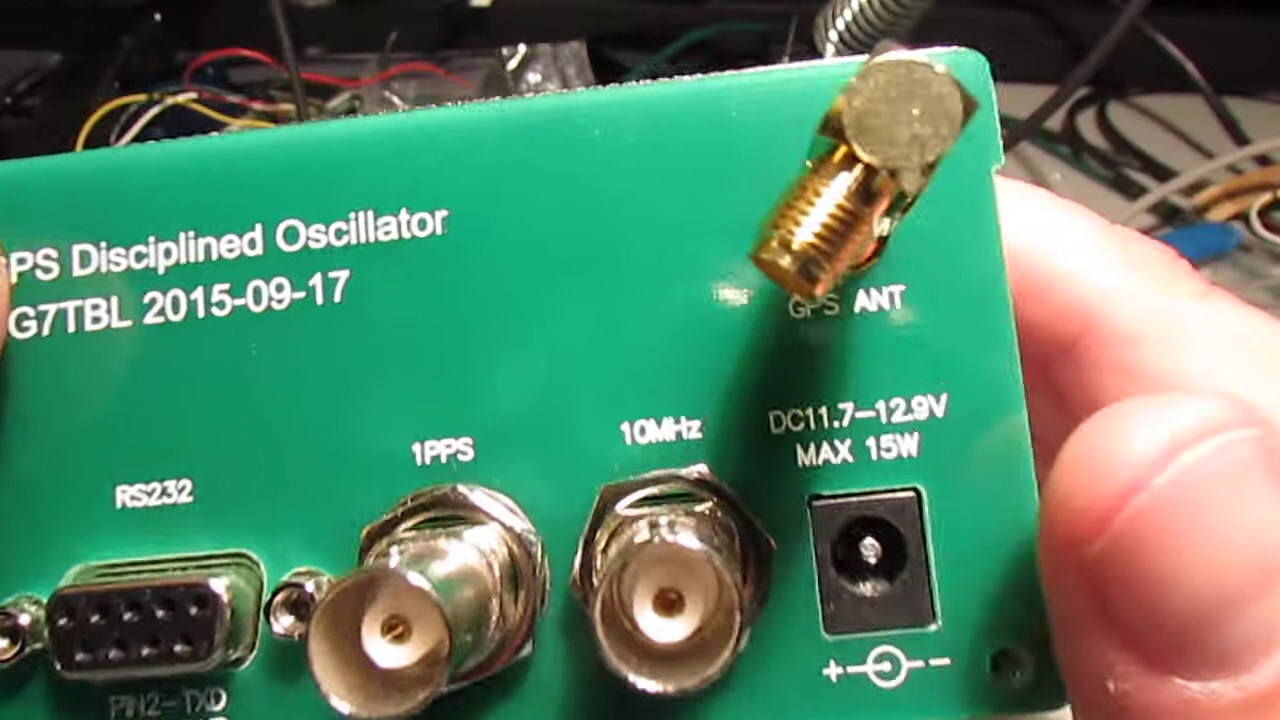 PS Disciplined Oscillator
G7TBL 2015-09-17
GPS ANT
DC11.7-12.9V
MAX 15W
10MHz
1PPS
RS232
PIN2-TXD